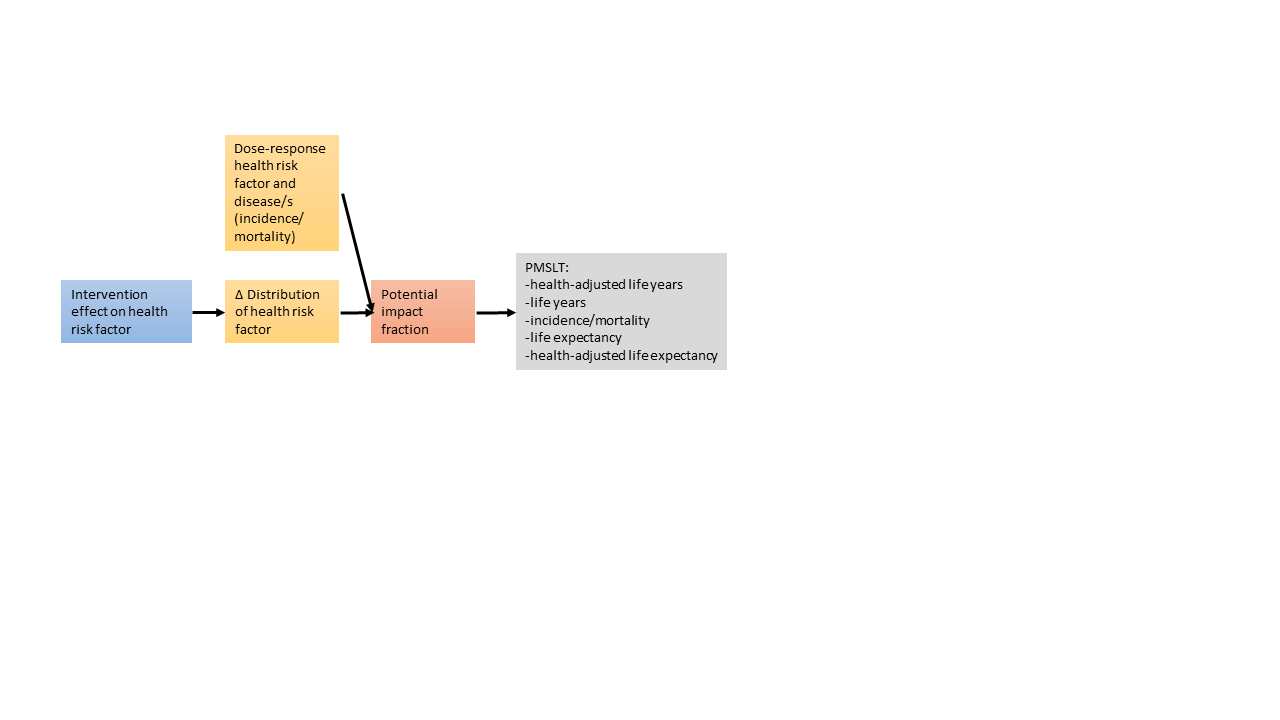 Dose-response
health risk
factor and
disease/s
(incidence/
mortality)
Intervention
effect on health
risk factor
Δ Distribution
of health risk
factor
Potential
impact
fraction
PMSLT:
-health-adjusted life years
-life years
-incidence/mortality
-life expectancy
-health-adjusted life expectancy